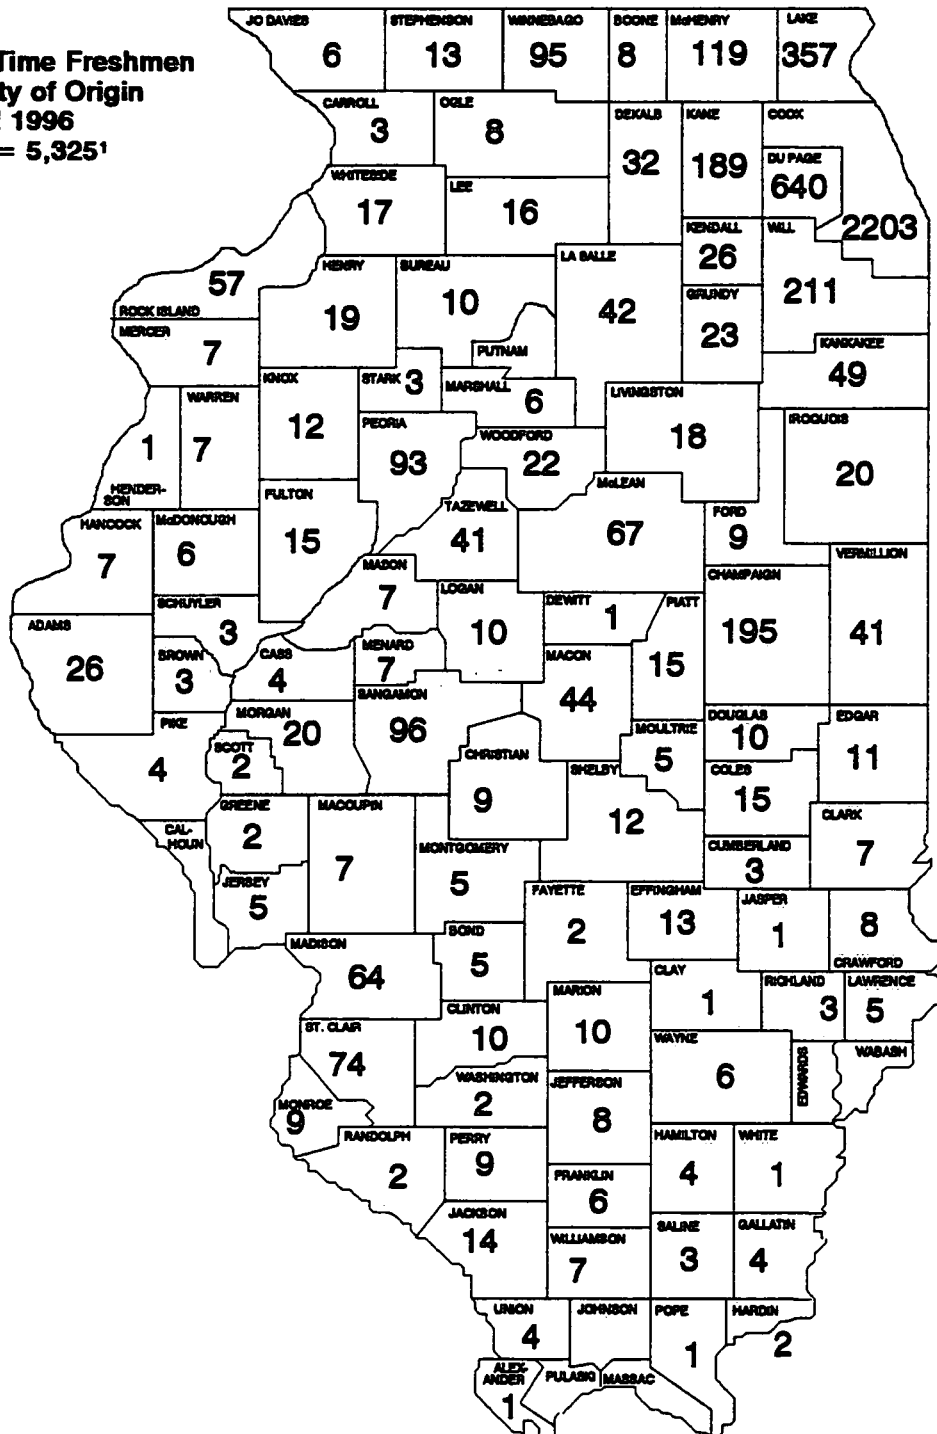 Time Freshmen
ty of Origin
1996
= 5,325¹
JO DAVIES
6
STEPHENSON
13
WINNEBAGO
95
BOONE
8
McHENRY
119
LAKE
357
CARROLL
3
OGLE
8
DEKALB
32
KANE
189
COOK
2203
DU PAGE
640
WHITESIDE
17
LEE
16
KENDALL
26
WILL
211
57
ROCK ISLAND
HENRY
19
BUREAU
10
LA SALLE
42
GRUNDY
23
MERCER
7
PUTNAM
KANKAKEE
49
KNOX
12
STARK
3
MARSHALL
6
LIVINGSTON
18
WARREN
7
1
HENDER-
SON
PEORIA
93
WOODFORD
22
IROQUOIS
20
McLEAN
67
FULTON
15
TAZEWELL
41
FORD
9
HANCOCK
7
McDONOUGH
6
VERMILLION
41
MASON
7
CHAMPAIGN
195
LOGAN
10
DEWITT
1
PIATT
15
SCHUYLER
3
ADAMS
26
BROWN
3
CASS
4
MENARD
7
MACON
44
SANGAMON
96
MORGAN
20
PIKE
4
SCOTT
2
CHRISTIAN
9
MOULTRIE
5
DOUGLAS
10
EDGAR
11
SHELBY
12
COLES
15
GREENE
2
MACOUPIN
7
CAL-
HOUN
CLARK
7
MONTGOMERY
5
CUMBERLAND
3
JERSEY
5
FAYETTE
2
EFFINGHAM
13
JASPER
1
8
CRAWFORD
BOND
5
MADISON
64
CLAY
1
RICHLAND
3
LAWRENCE
5
MARION
10
CLINTON
10
ST. CLAIR
74
WAYNE
6
EDWARDS
WABASH
WASHINGTON
2
JEFFERSON
8
MONROE
9
RANDOLPH
2
PERRY
9
HAMILTON
4
WHITE
1
FRANKLIN
6
JACKSON
14
WILLIAMSON
7
SALINE
3
GALLATIN
4
UNION
4
JOHNSON
POPE
1
HARDIN
2
ALEX-
ANDER
1
PULASKI
MASSAC